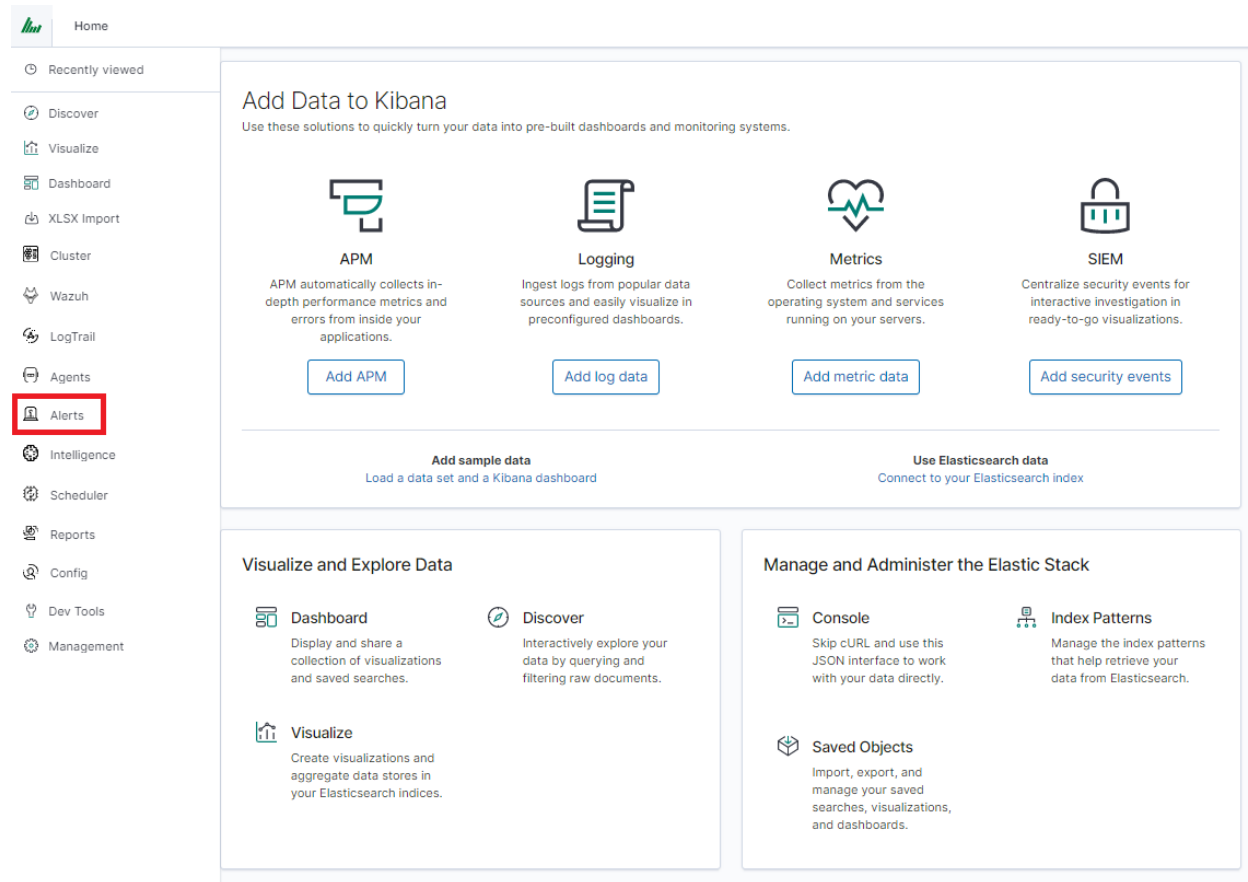 Home
Recently viewed
Discover
Visualize
Dashboard
XLSX Import
Cluster
Wazuh
LogTrail
Agents
Alerts
Intelligence
Scheduler
Reports
Config
Dev Tools
Management
Add Data to Kibana
Use these solutions to quickly turn your data into pre-built dashboards and monitoring systems.
APM
APM automatically collects in-
depth performance metrics and
errors from inside your
applications.
Add APM
Logging
Ingest logs from popular data
sources and easily visualize in
preconfigured dashboards.
Add log data
Metrics
Collect metrics from the
operating system and services
running on your servers.
Add metric data
SIEM
Centralize security events for
interactive investigation in
ready-to-go visualizations.
Add security events
Add sample data
Load a data set and a Kibana dashboard
Use Elasticsearch data
Connect to your Elasticsearch index
Visualize and Explore Data
Dashboard
Display and share a
collection of visualizations
and saved searches.
Discover
Interactively explore your
data by querying and
filtering raw documents.
Visualize
Create visualizations and
aggregate data stores in
your Elasticsearch indices.
Manage and Administer the Elastic Stack
Console
Skip cURL and use this
JSON interface to work
with your data directly.
Index Patterns
Manage the index patterns
that help retrieve your
data from Elasticsearch.
Saved Objects
Import, export, and
manage your saved
searches, visualizations,
and dashboards.